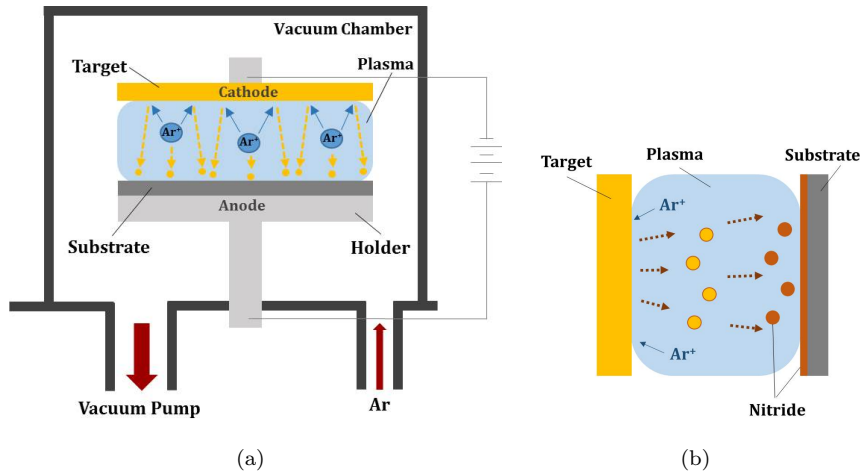 Vacuum Chamber
Target
Plasma
Cathode
Ar⁺
Ar⁺
Ar⁺
Anode
Substrate
Holder
Vacuum Pump
Ar
(a)
Plasma
Substrate
Target
Ar⁺
Ar⁺
Nitride
(b)